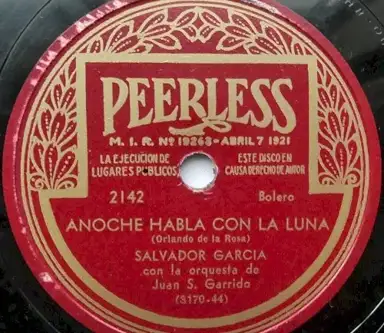 PEERLESS
M. I. R. Nº 19263-ABRIL 7 1921
LA EJECUCION DE
LUGARES PUBLICOS
ESTE DISCO EN
CAUSA DERECHO DE AUTOR
2142
Bolero
ANOCHE HABLA CON LA LUNA
(Orlando de la Rosa)
SALVADOR GARCIA
con la orquesta de
Juan S. Garrido
(3170-44)